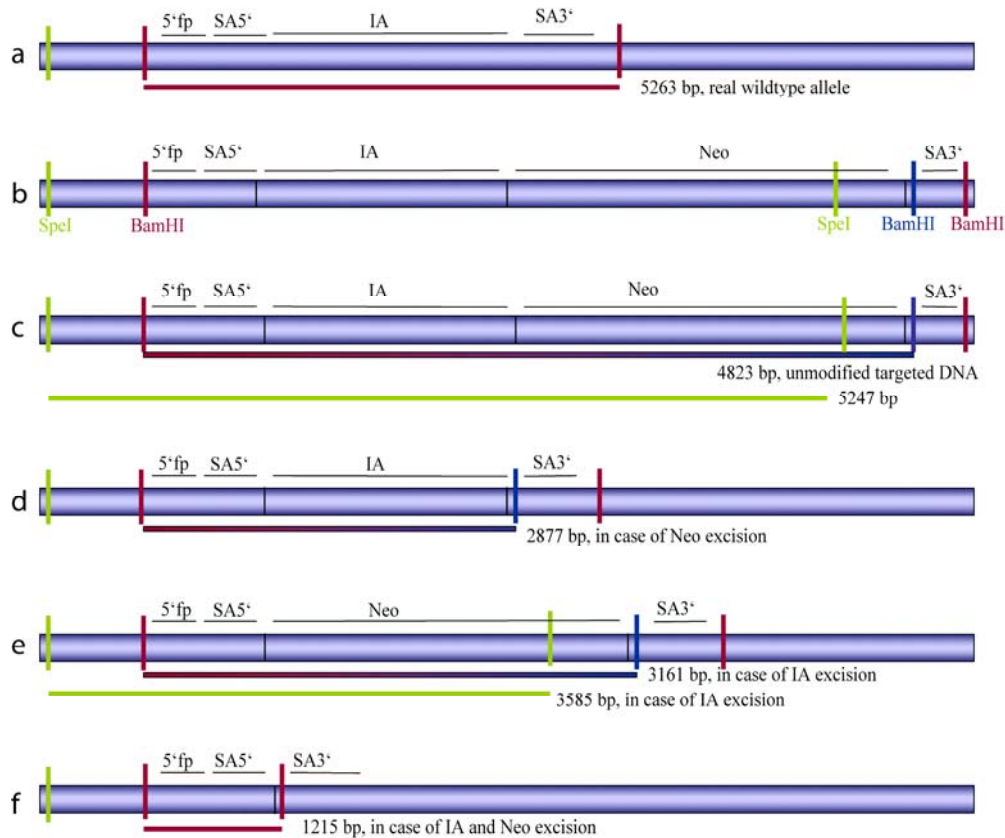 5‘fp SA5‘ IA SA3‘
a
5263 bp, real wildtype allele
5‘fp SA5‘ IA Neo SA3‘
b
SpeI BamHI SpeI BamHI BamHI
5‘fp SA5‘ IA Neo SA3‘
c
4823 bp, unmodified targeted DNA
5247 bp
5‘fp SA5‘ IA SA3‘
d
2877 bp, in case of Neo excision
5‘fp SA5‘ Neo SA3‘
e
3161 bp, in case of IA excision
3585 bp, in case of IA excision
5‘fp SA5‘ SA3‘
f
1215 bp, in case of IA and Neo excision